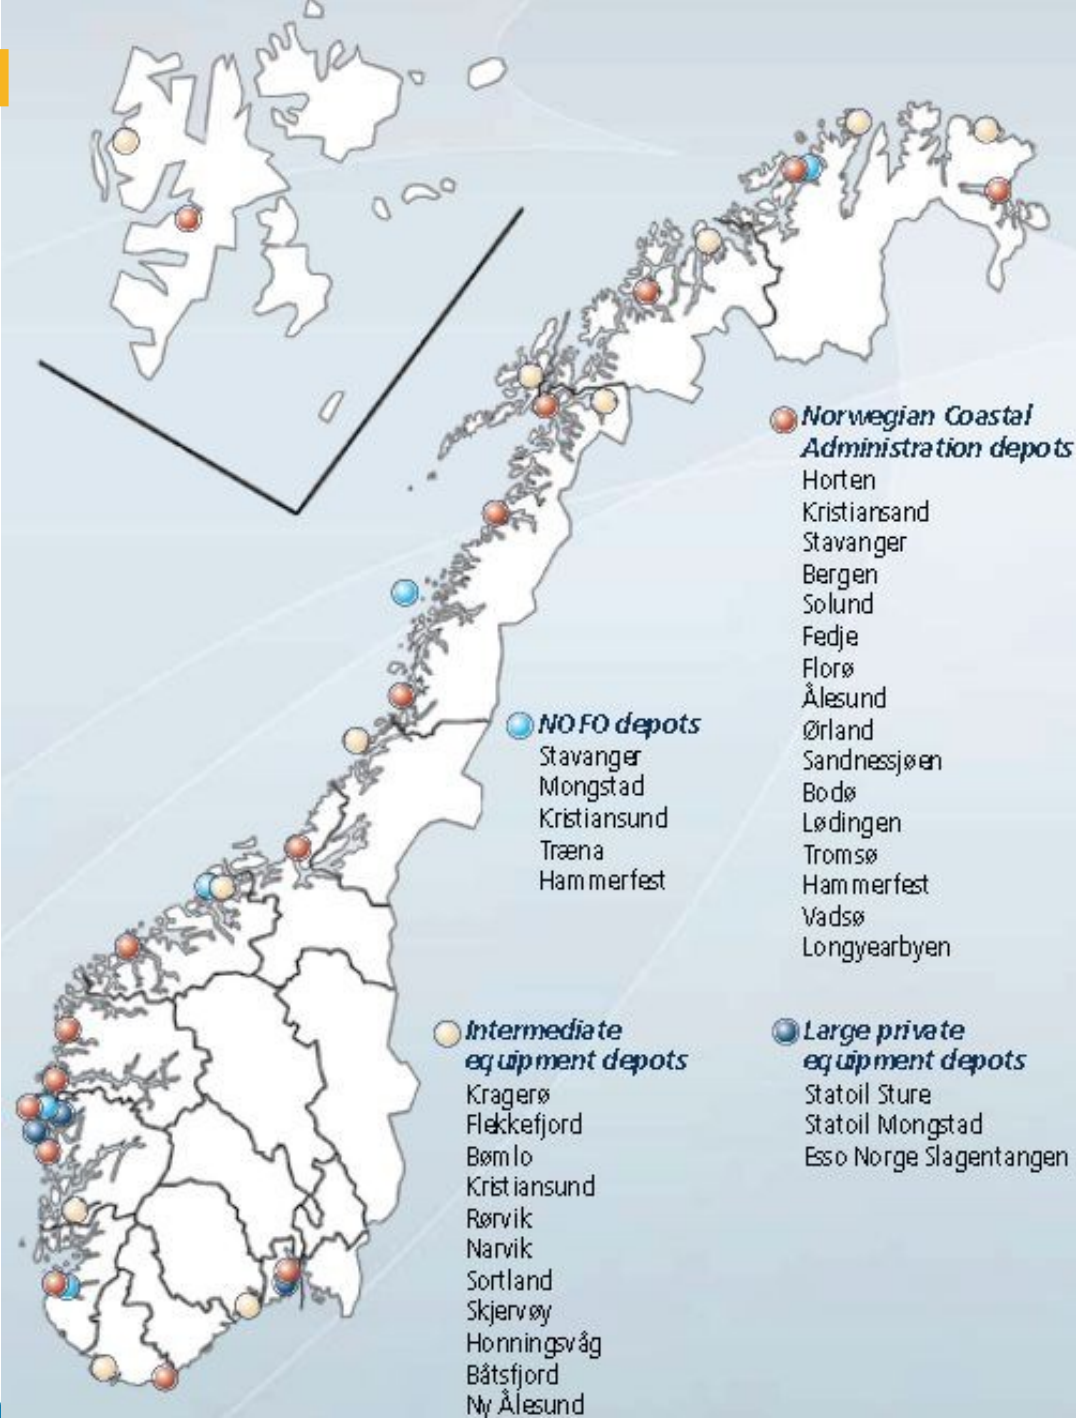 Norwegian Coastal
Administration depots
Horten
Kristiansand
Stavanger
Bergen
Solund
Fedje
Florø
Ålesund
Ørland
Sandnessjøen
Bodø
Lødingen
Tromsø
Hammerfest
Vadsø
Longyearbyen
NOFO depots
Stavanger
Mongstad
Kristiansund
Træna
Hammerfest
Intermediate
equipment depots
Kragerø
Flekkefjord
Bømlo
Kristiansund
Rørvik
Narvik
Sortland
Skjervøy
Honningsvåg
Båtsfjord
Ny Ålesund
Large private
equipment depots
Statoil Sture
Statoil Mongstad
Esso Norge Slagentangen